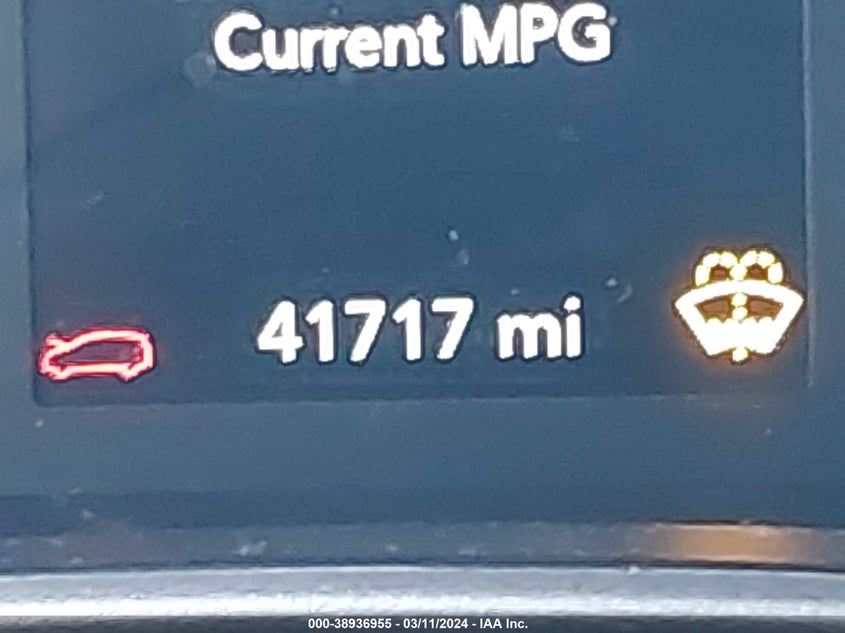 Current MPG
41717 mi
000-38936955 - 03/11/2024 - IAA Inc.